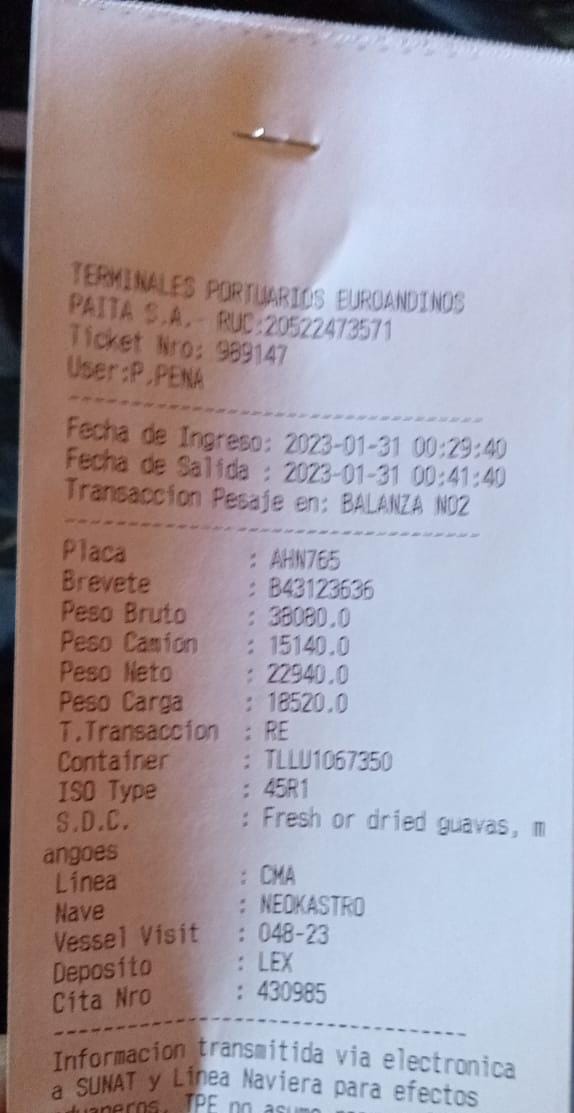 TERMINALES PORTUARIOS EUROANDINOS
PAITA S.A.- RUC:20522473571
Ticket Nro: 989147
User:P.PENA
--------------------------------
Fecha de Ingreso: 2023-01-31 00:29:40
Fecha de Salida : 2023-01-31 00:41:40
Transaccion Pesaje en: BALANZA NO2
--------------------------------
Placa : AHN765
Brevete : B43123636
Peso Bruto : 38080.0
Peso Camion : 15140.0
Peso Neto : 22940.0
Peso Carga : 18520.0
T.Transaccion : RE
Container : TLLU1067350
ISO Type : 45R1
S.D.C. : Fresh or dried guavas, m
angoes
Linea : CMA
Nave : NEOKASTRO
Vessel Visit : 048-23
Deposito : LEX
Cita Nro : 430985
--------------------------------
Informacion transmitida via electronica
a SUNAT y Linea Naviera para efectos
TPE no